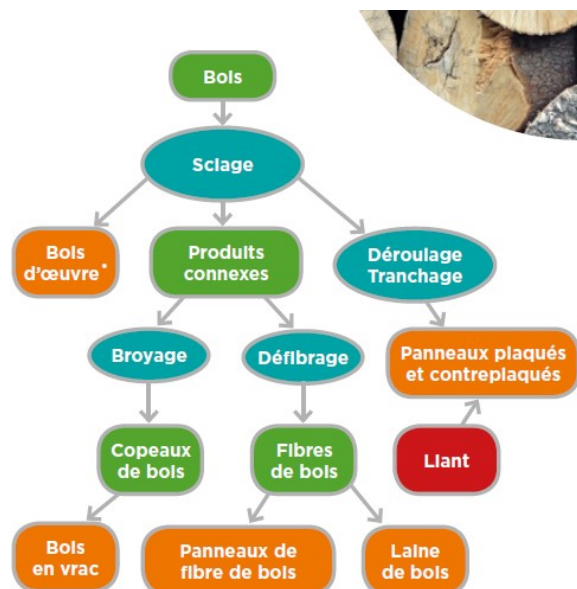 Bois
Sciage
Bois
d'œuvre*
Produits
connexes
Déroulage
Tranchage
Broyage
Défibrage
Panneaux plaqués
et contreplaqués
Copeaux
de bois
Fibres
de bois
Liant
Bois
en vrac
Panneaux de
fibre de bois
Laine
de bois